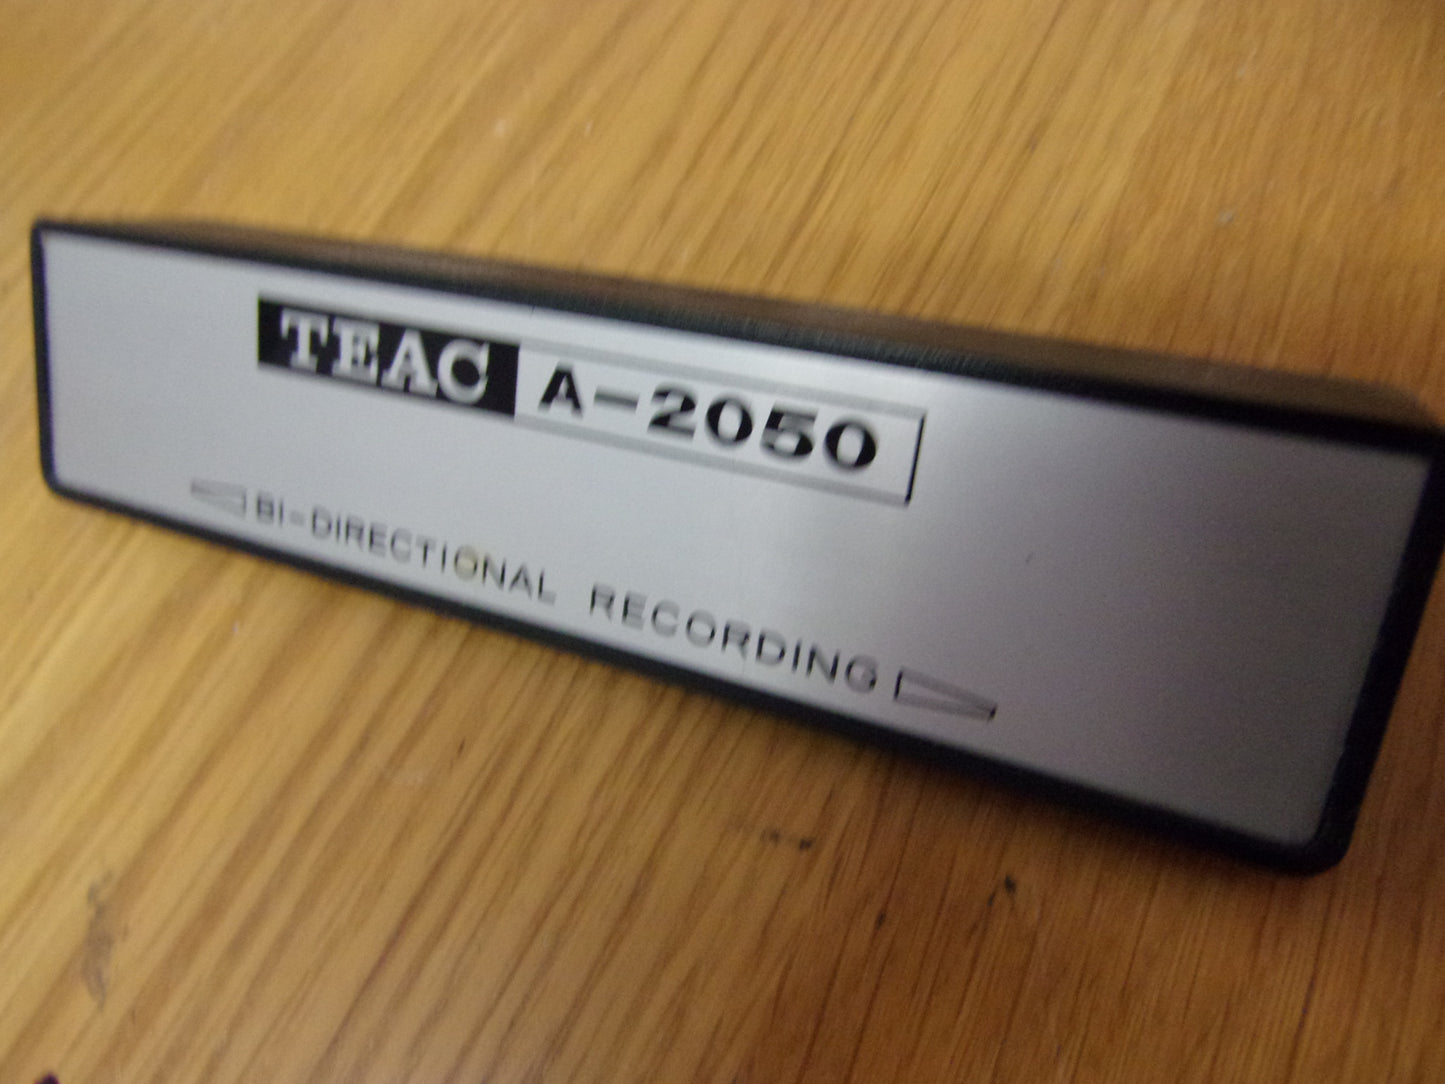 TEAC A-2050
BI-DIRECTIONAL RECORDING